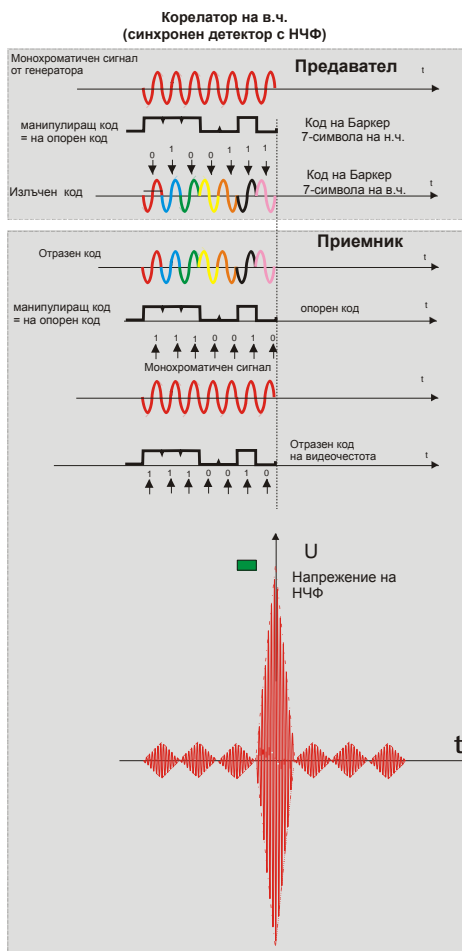 Корелатор на в.ч.
(синхронен детектор с НЧФ)
Монохроматичен сигнал
от генератора
Предавател
t
манипулиращ код
= на опорен код
Код на Баркер
7-символа на н.ч.
t
0 1 0 0 1 1 1
Излъчен код
Код на Баркер
7-символа на в.ч.
t
Приемник
Отразен код
t
манипулиращ код
= на опорен код
опорен код
t
1 1 1 0 0 1 0
Монохроматичен сигнал
t
Отразен код
на видеочестота
t
1 1 1 0 0 1 0
U
Напрежение на
НЧФ
t